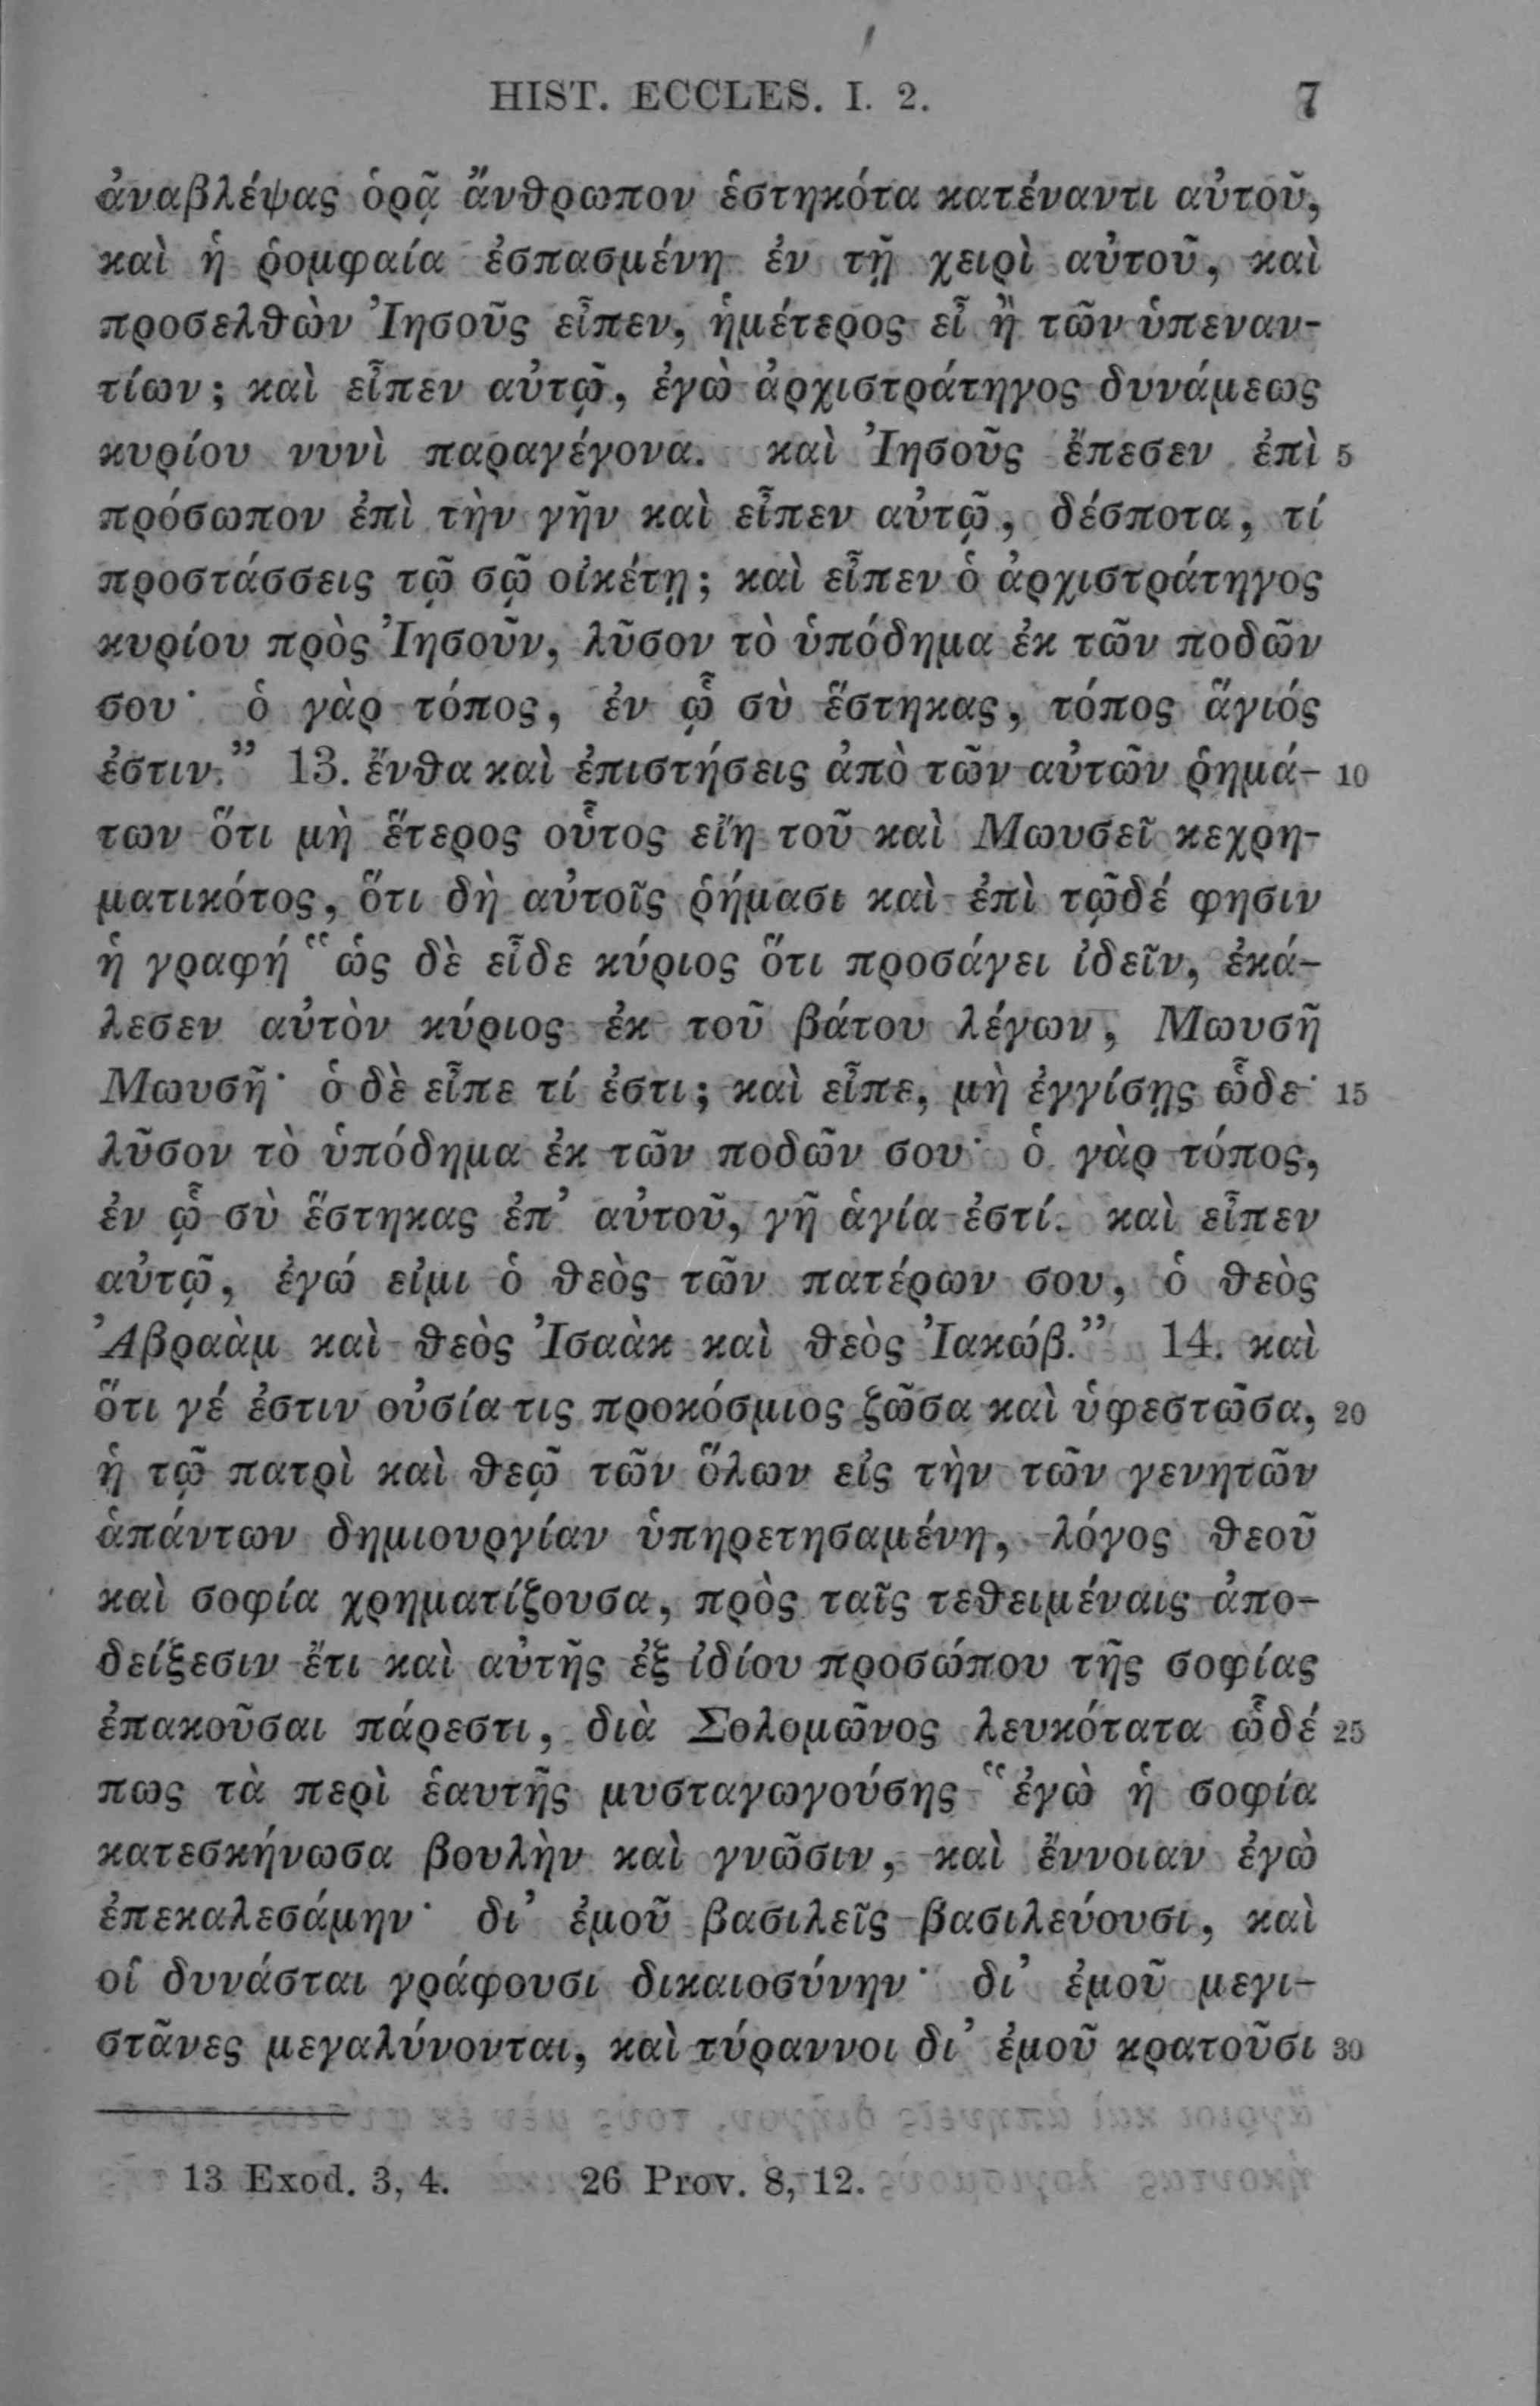 HIST. ECCLES. I. 2. 7
ἀναβλέψας ὁρᾷ ἄνθρωπον ἑστηκότα κατέναντι αὐτοῦ,
καὶ ἡ ῥομφαία ἐσπασμένη ἐν τῇ χειρὶ αὐτοῦ, καὶ
προσελθὼν Ἰησοῦς εἶπεν, ἡμέτερος εἶ ἢ τῶν ὑπεναν-
τίων; καὶ εἶπεν αὐτῷ, ἐγὼ ἀρχιστράτηγος δυνάμεως
κυρίου νυνὶ παραγέγονα. καὶ Ἰησοῦς ἔπεσεν ἐπὶ 5
πρόσωπον ἐπὶ τὴν γῆν καὶ εἶπεν αὐτῷ, δέσποτα, τί
προστάσσεις τῷ σῷ οἰκέτῃ; καὶ εἶπεν ὁ ἀρχιστράτηγος
κυρίου πρὸς Ἰησοῦν, λῦσον τὸ ὑπόδημα ἐκ τῶν ποδῶν
σου· ὁ γὰρ τόπος, ἐν ᾧ σὺ ἕστηκας, τόπος ἅγιός
ἐστιν.” 13. ἔνθα καὶ ἐπιστήσεις ἀπὸ τῶν αὐτῶν ῥημά- 10
των ὅτι μὴ ἕτερος οὗτος εἴη τοῦ καὶ Μωυσεῖ κεχρη-
ματικότος, ὅτι δὴ αὐτοῖς ῥήμασι καὶ ἐπὶ τῷδέ φησιν
ἡ γραφή “ὡς δὲ εἶδε κύριος ὅτι προσάγει ἰδεῖν, ἐκά-
λεσεν αὐτὸν κύριος ἐκ τοῦ βάτου λέγων, Μωυσῆ
Μωυσῆ· ὁ δὲ εἶπε τί ἐστι; καὶ εἶπε, μὴ ἐγγίσῃς ὧδε· 15
λῦσον τὸ ὑπόδημα ἐκ τῶν ποδῶν σου· ὁ γὰρ τόπος,
ἐν ᾧ σὺ ἕστηκας ἐπ’ αὐτοῦ, γῆ ἁγία ἐστί. καὶ εἶπεν
αὐτῷ, ἐγώ εἰμι ὁ θεὸς τῶν πατέρων σου, ὁ θεὸς
Ἀβραὰμ καὶ θεὸς Ἰσαὰκ καὶ θεὸς Ἰακώβ.” 14. καὶ
ὅτι γέ ἐστιν οὐσία τις προκόσμιος ζῶσα καὶ ὑφεστῶσα, 20
ἡ τῷ πατρὶ καὶ θεῷ τῶν ὅλων εἰς τὴν τῶν γενητῶν
ἁπάντων δημιουργίαν ὑπηρετησαμένη, λόγος θεοῦ
καὶ σοφία χρηματίζουσα, πρὸς ταῖς τεθειμέναις ἀπο-
δείξεσιν ἔτι καὶ αὐτῆς ἐξ ἰδίου προσώπου τῆς σοφίας
ἐπακοῦσαι πάρεστι, διὰ Σολομῶνος λευκότατα ὧδέ 25
πως τὰ περὶ ἑαυτῆς μυσταγωγούσης “ἐγὼ ἡ σοφία
κατεσκήνωσα βουλὴν καὶ γνῶσιν, καὶ ἔννοιαν ἐγὼ
ἐπεκαλεσάμην· δι’ ἐμοῦ βασιλεῖς βασιλεύουσι, καὶ
οἱ δυνάσται γράφουσι δικαιοσύνην· δι’ ἐμοῦ μεγι-
στᾶνες μεγαλύνονται, καὶ τύραννοι δι’ ἐμοῦ κρατοῦσι 30
13 Exod. 3, 4. 26 Prov. 8, 12.